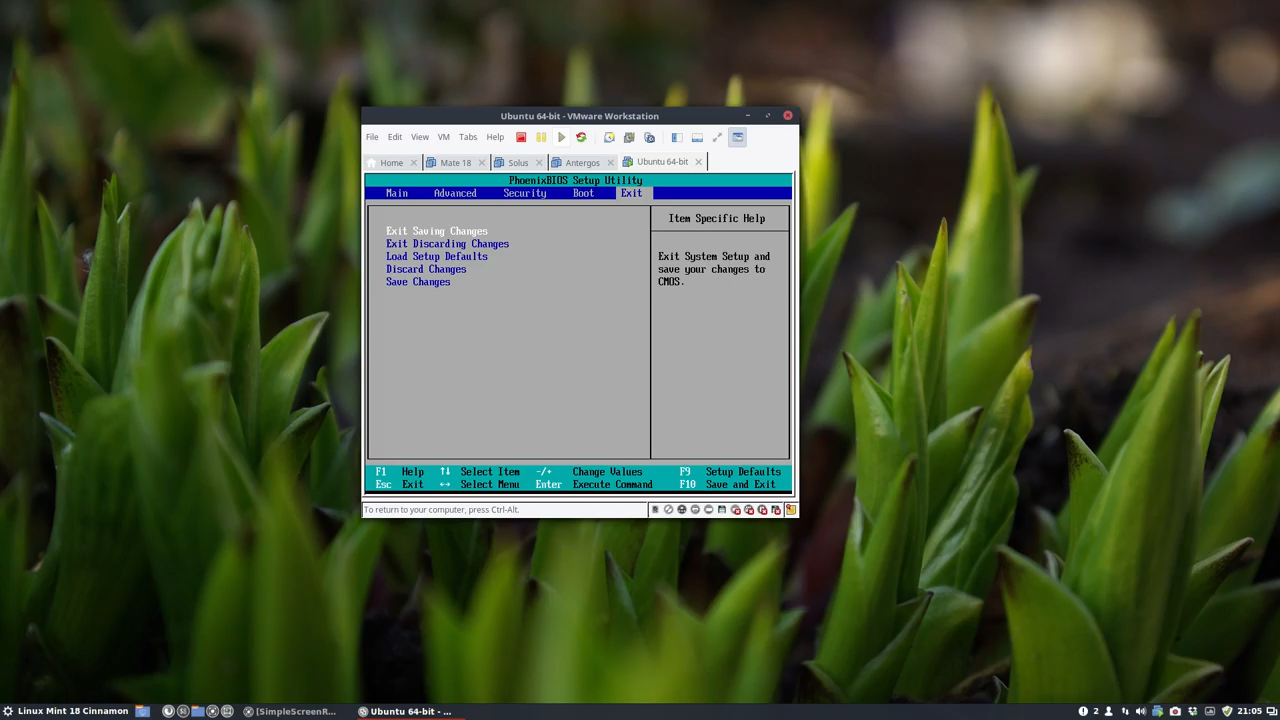 Ubuntu 64-bit - VMware Workstation
File Edit View VM Tabs Help
Home Mate 18 Solus Antergos Ubuntu 64-bit
PhoenixBIOS Setup Utility
Main Advanced Security Boot Exit
Item Specific Help
Exit Saving Changes
Exit Discarding Changes
Load Setup Defaults
Discard Changes
Save Changes
Exit System Setup and
save your changes to
CMOS.
F1 Help ↑↓ Select Item -/+ Change Values F9 Setup Defaults
Esc Exit ↔ Select Menu Enter Execute Command F10 Save and Exit
To return to your computer, press Ctrl-Alt.
Linux Mint 18 Cinnamon [SimpleScreenR... Ubuntu 64-bit - ... 2 21:05